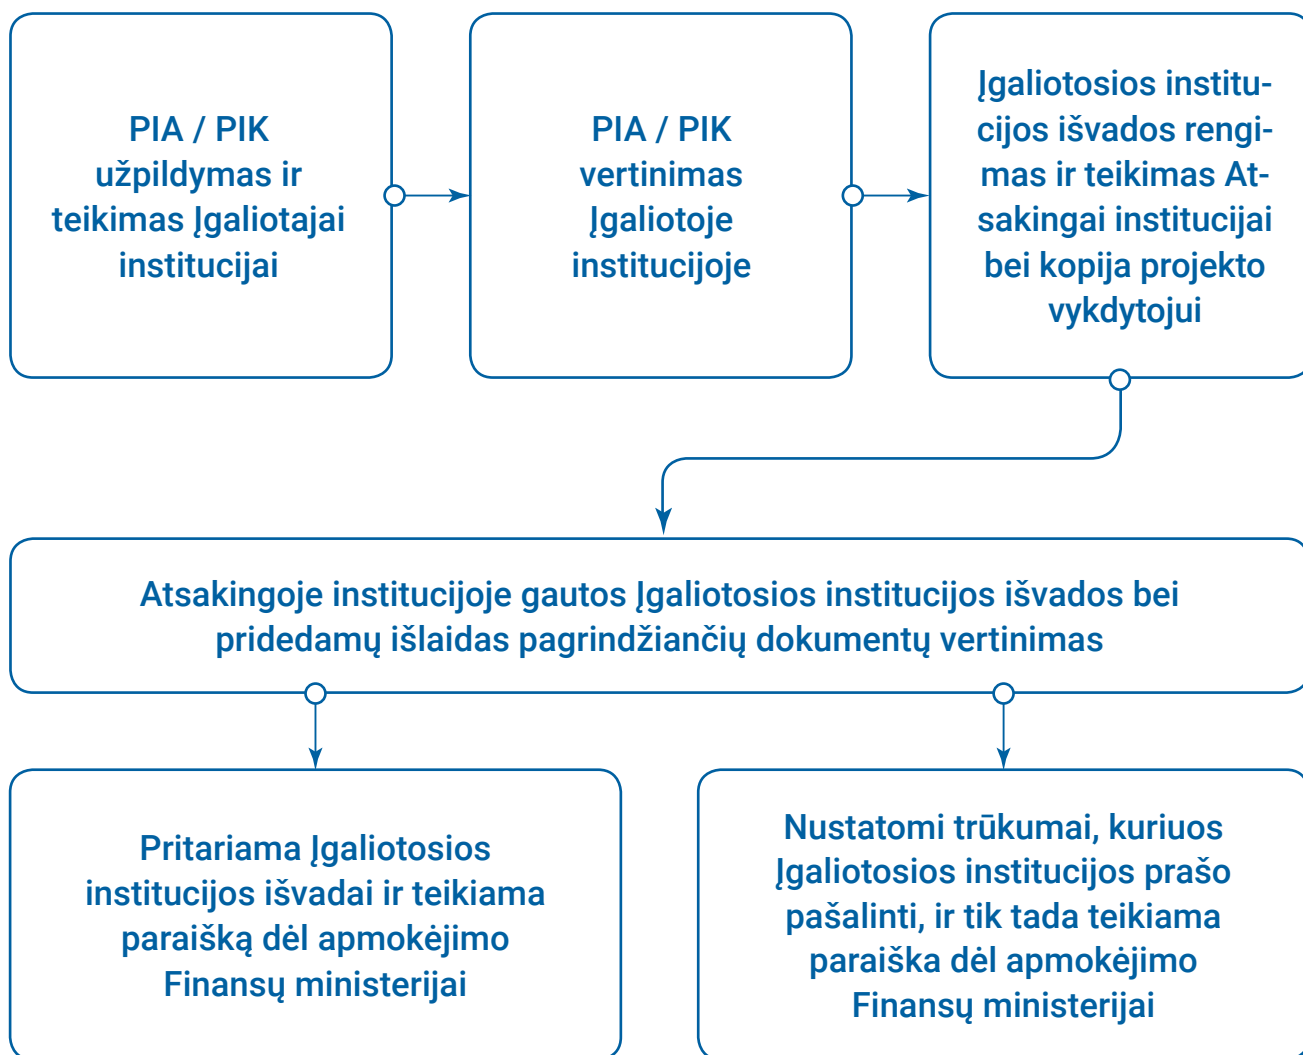 PIA / PIK
užpildymas ir
teikimas Įgaliotajai
institucijai
PIA / PIK
vertinimas
Įgaliotoje
institucijoje
Įgaliotosios institu-
cijos išvados rengi-
mas ir teikimas At-
sakingai institucijai
bei kopija projekto
vykdytojui
Atsakingoje institucijoje gautos Įgaliotosios institucijos išvados bei
pridedamų išlaidas pagrindžiančių dokumentų vertinimas
Pritariama Įgaliotosios
institucijos išvadai ir teikiama
paraišką dėl apmokėjimo
Finansų ministerijai
Nustatomi trūkumai, kuriuos
Įgaliotosios institucijos prašo
pašalinti, ir tik tada teikiama
paraiška dėl apmokėjimo
Finansų ministerijai